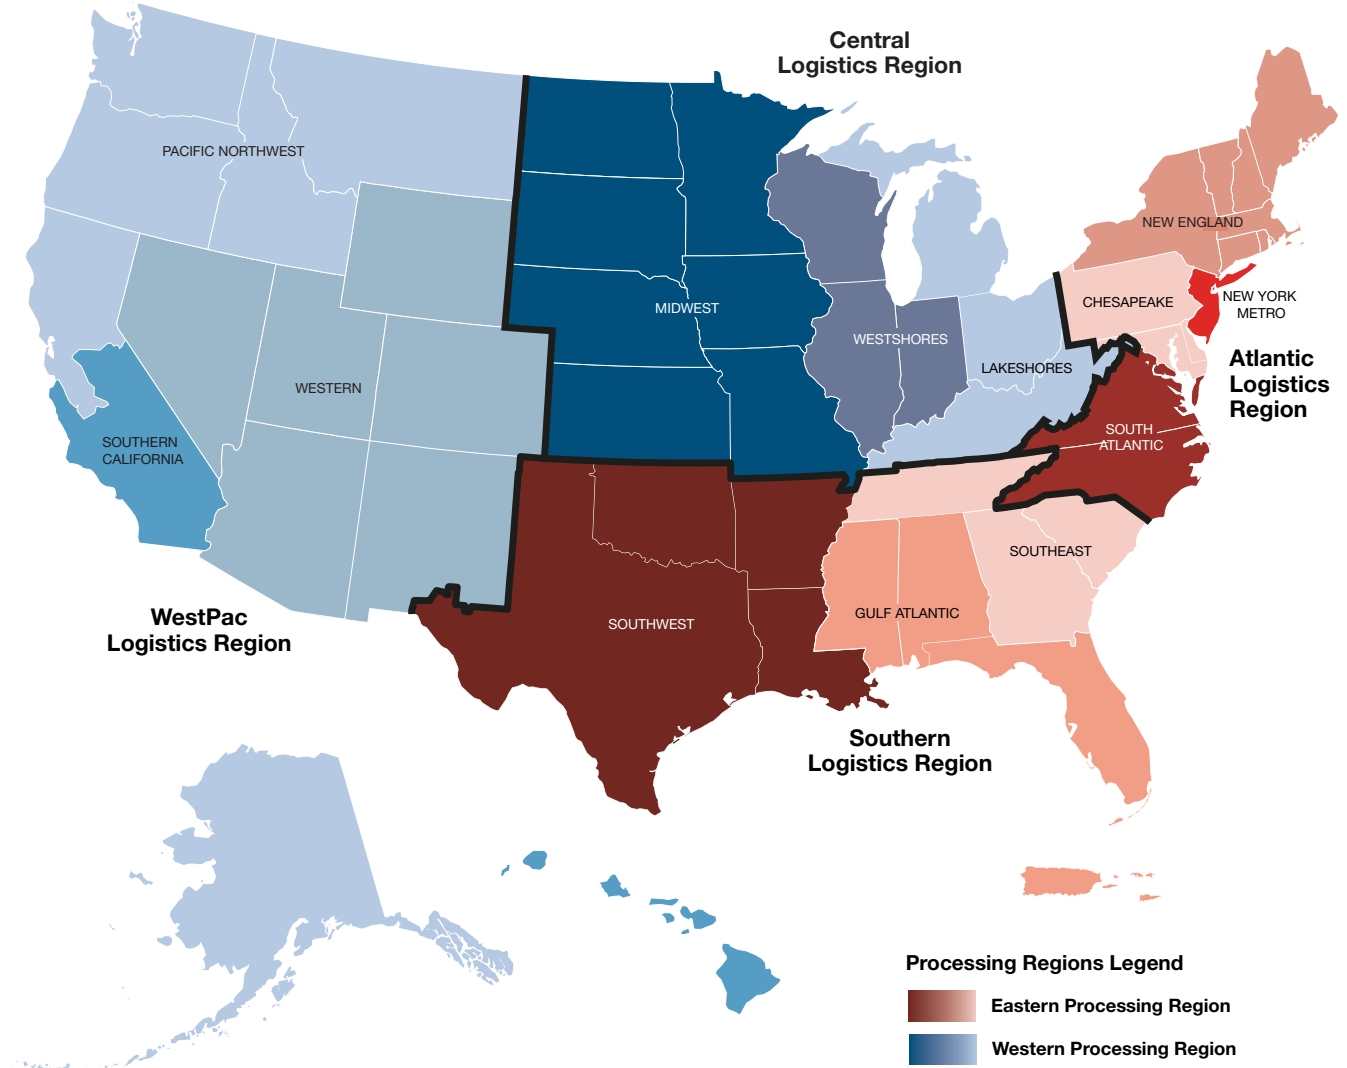 Central
Logistics Region
PACIFIC NORTHWEST
NEW ENGLAND
CHESAPEAKE
NEW YORK
METRO
MIDWEST
WESTSHORES
LAKESHORES
Atlantic
Logistics
Region
WESTERN
SOUTHERN
CALIFORNIA
SOUTH
ATLANTIC
SOUTHEAST
WestPac
Logistics Region
SOUTHWEST
GULF ATLANTIC
Southern
Logistics Region
Processing Regions Legend
Eastern Processing Region
Western Processing Region